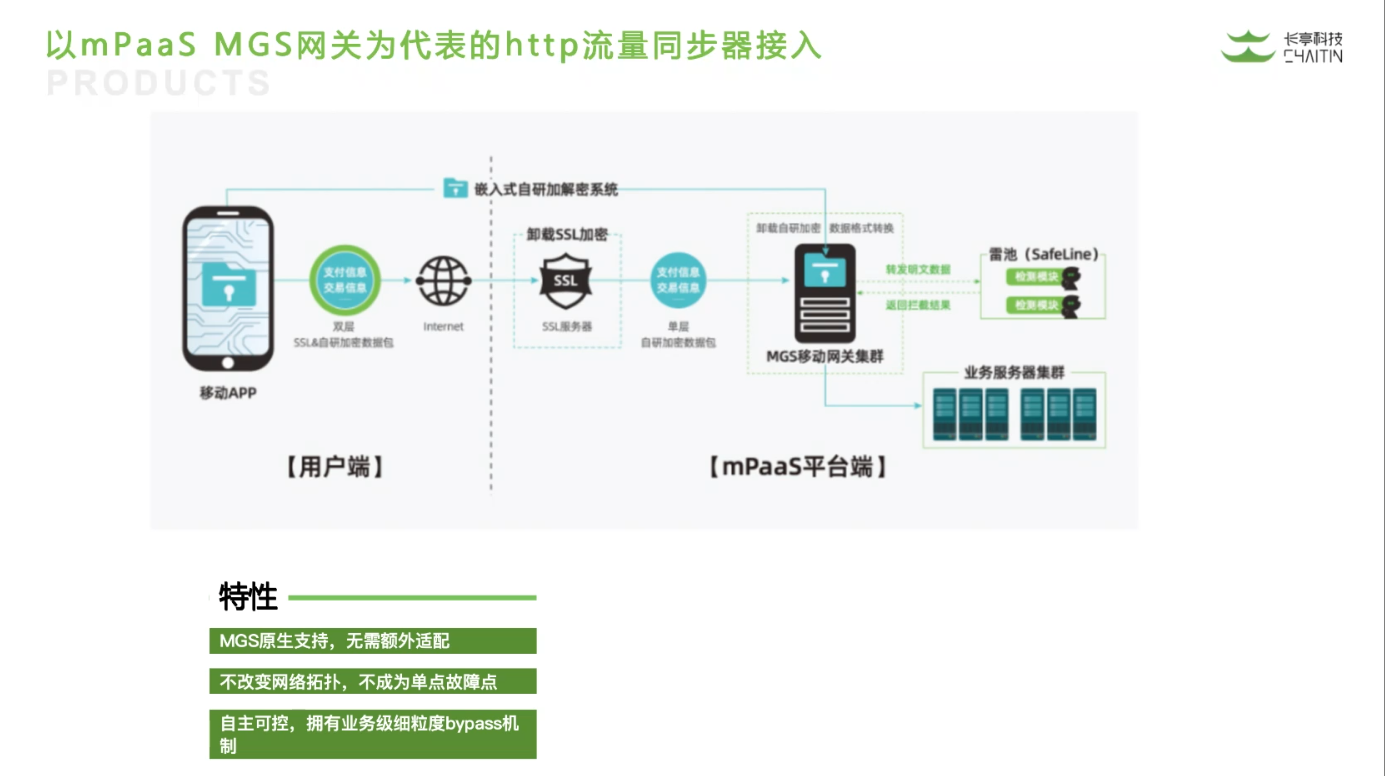 以mPaaS MGS网关为代表的http流量同步器接入
PRODUCTS
长亭科技
CHAITIN
嵌入式自研加解密系统
卸载SSL加密
卸载自研加密 数据格式转换
雷池（SafeLine）
支付信息
交易信息
SSL
支付信息
交易信息
转发明文数据
检测模块
返回拦截结果
检测模块
双层
SSL&自研加密数据包
Internet
SSL服务器
单层
自研加密数据包
MGS移动网关集群
业务服务器集群
移动APP
【用户端】
【mPaaS平台端】
特性
MGS原生支持，无需额外适配
不改变网络拓扑，不成为单点故障点
自主可控，拥有业务级细粒度bypass机
制